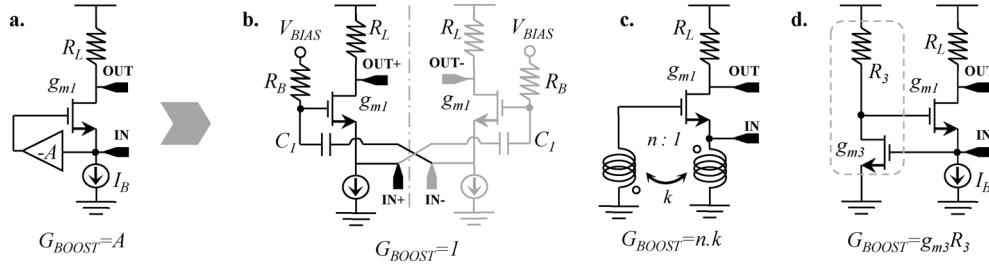 a.
R_L
OUT
g_m1
IN
-A
I_B
G_BOOST=A
b.
V_BIAS
R_L
R_L
V_BIAS
OUT+
OUT-
R_B
g_m1
g_m1
R_B
C_1
C_1
IN+
IN-
G_BOOST=1
c.
R_L
OUT
g_m1
IN
n : 1
k
G_BOOST=n.k
d.
R_3
R_L
OUT
g_m1
IN
g_m3
I_B
G_BOOST=g_m3R_3